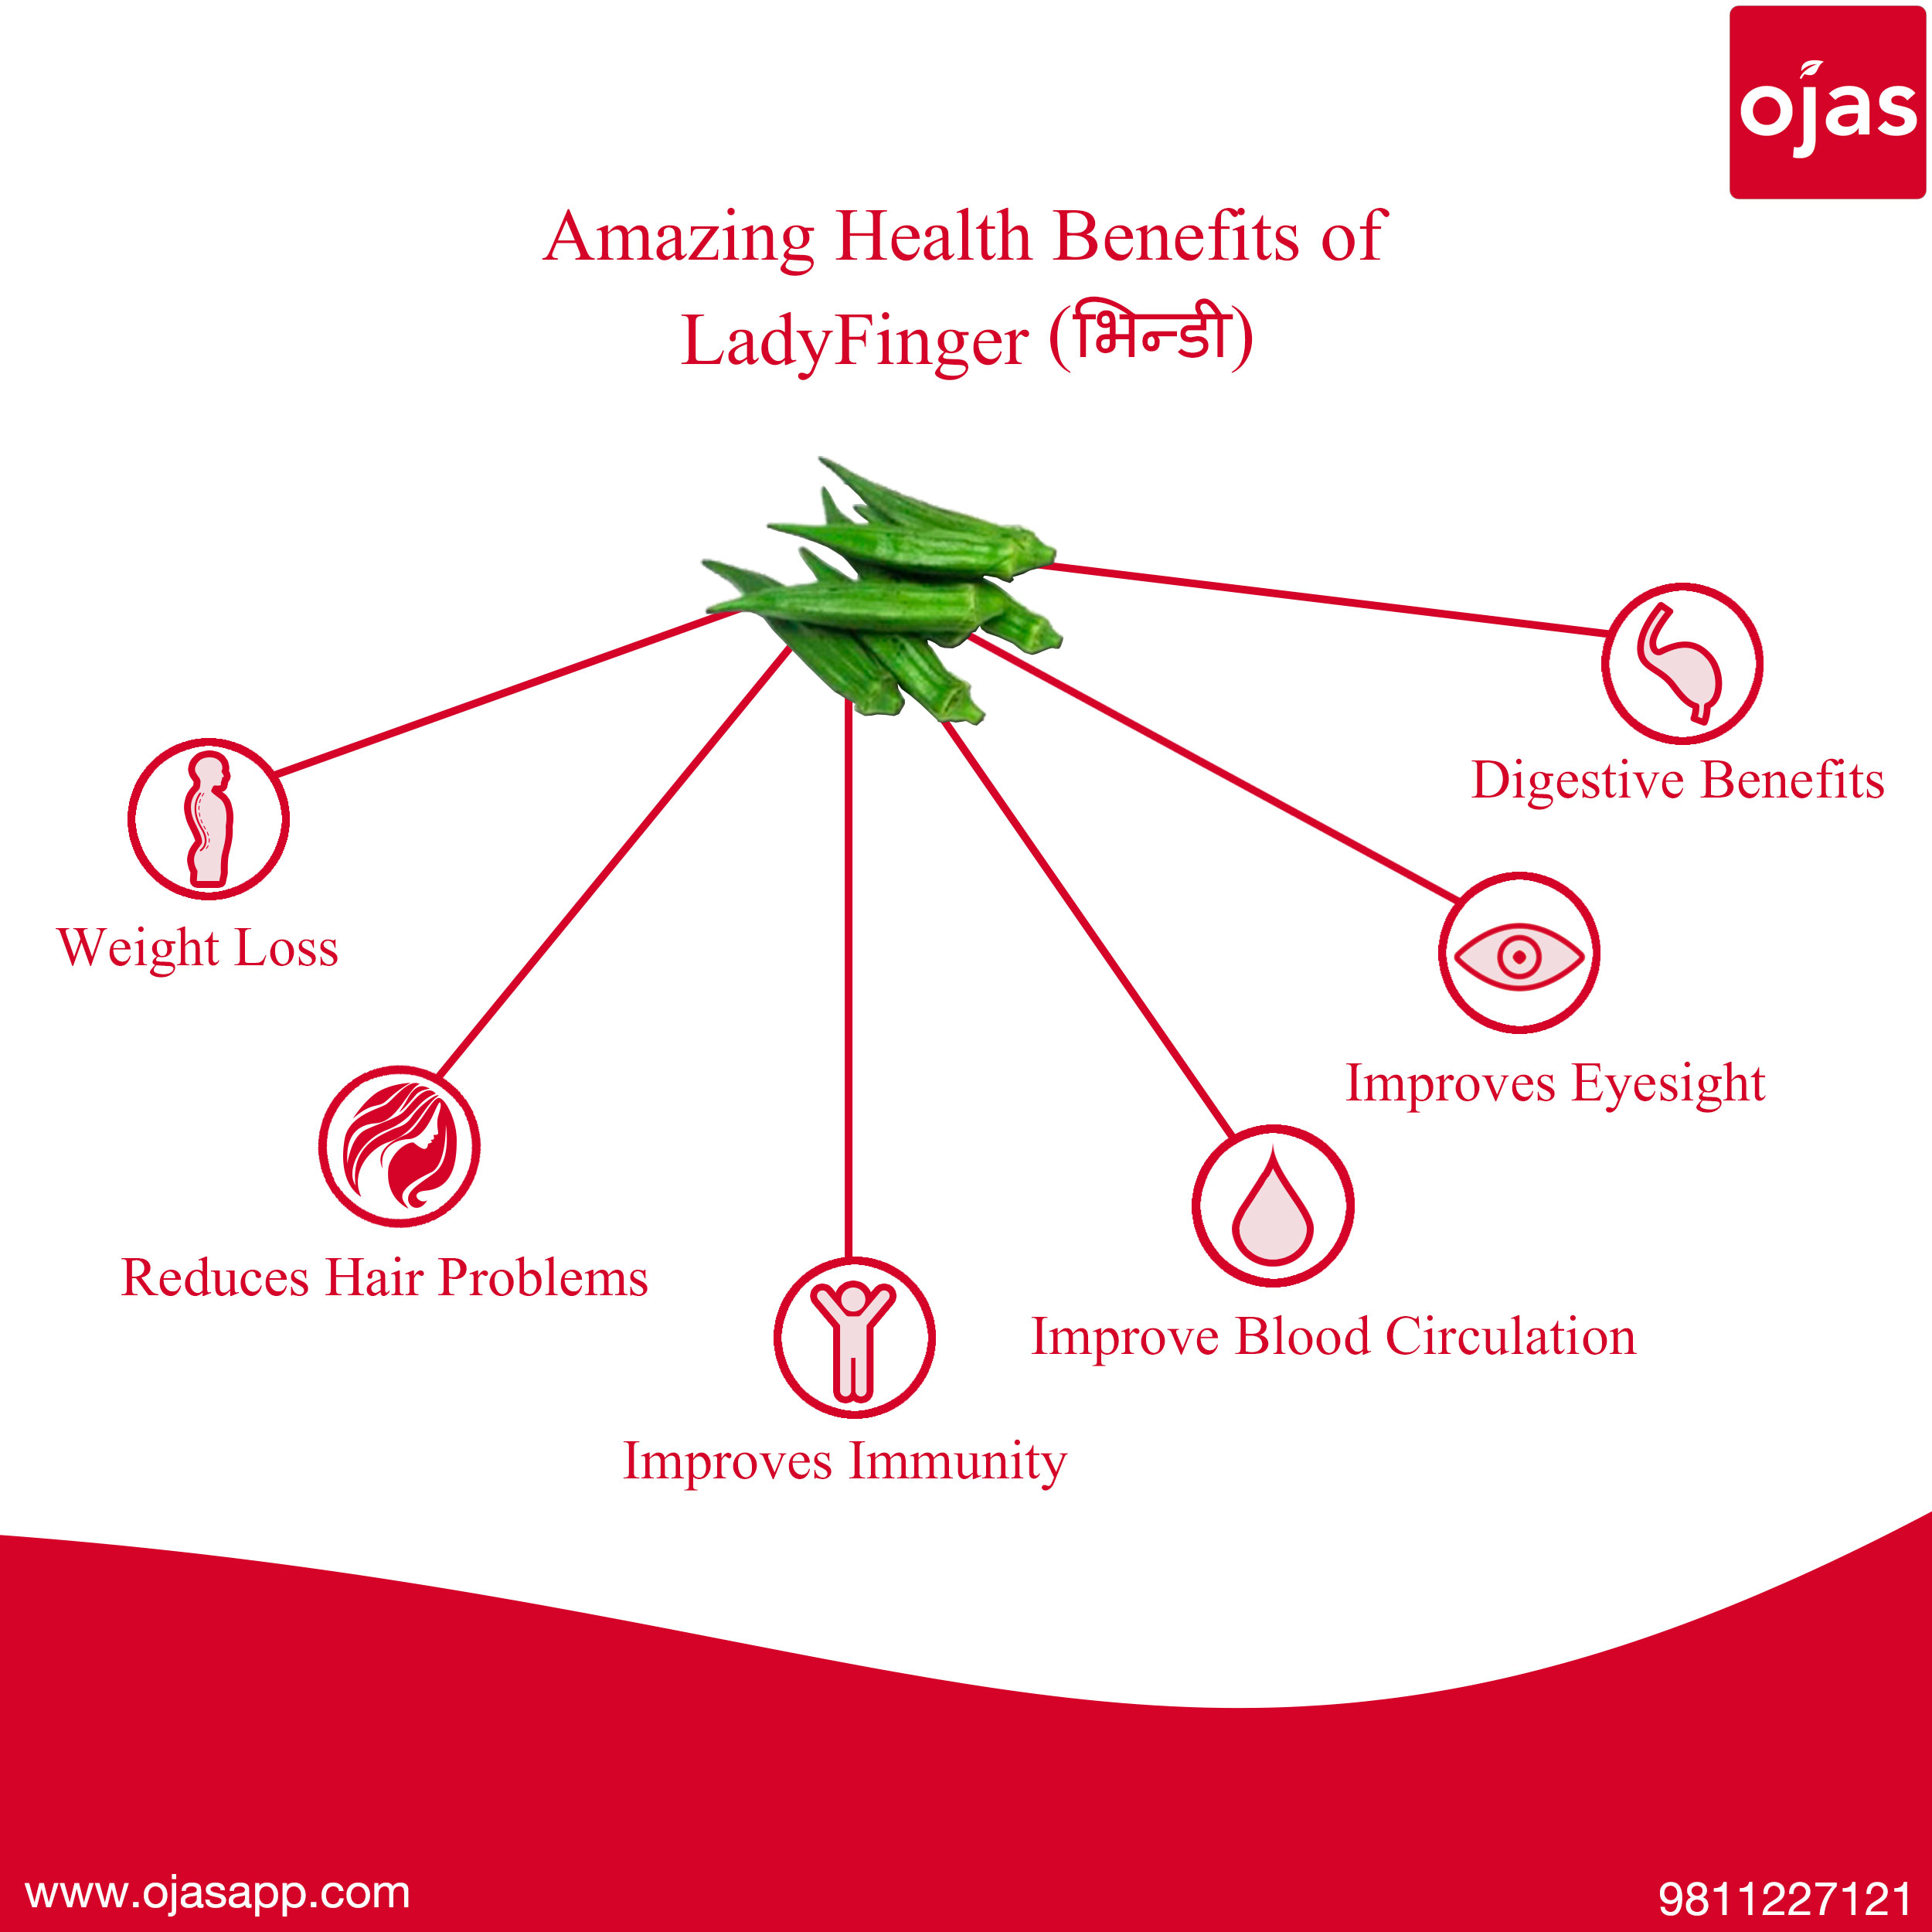 ojas
Amazing Health Benefits of
LadyFinger (भिन्डी)
Digestive Benefits
Weight Loss
Improves Eyesight
Reduces Hair Problems
Improve Blood Circulation
Improves Immunity
www.ojasapp.com
9811227121